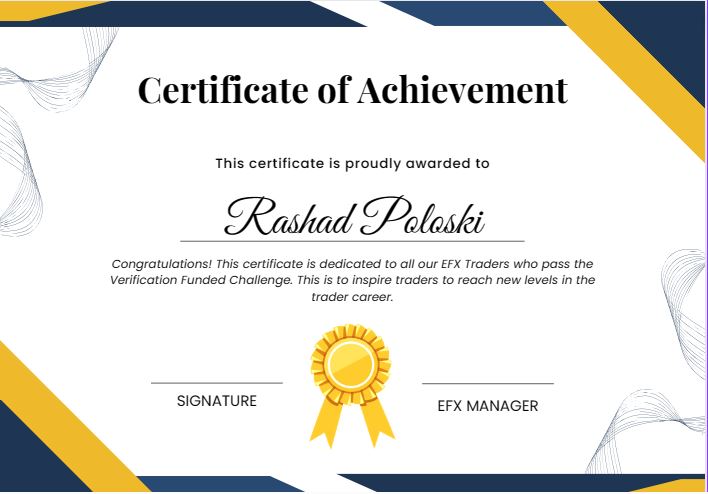 Certificate of Achievement
This certificate is proudly awarded to
Rashad Poloski
Congratulations! This certificate is dedicated to all our EFX Traders who pass the
Verification Funded Challenge. This is to inspire traders to reach new levels in the
trader career.
SIGNATURE
EFX MANAGER